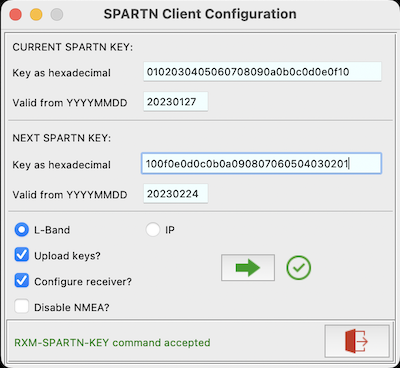 SPARTN Client Configuration
CURRENT SPARTN KEY:
Key as hexadecimal 0102030405060708090a0b0c0d0e0f10
Valid from YYYYMMDD 20230127
NEXT SPARTN KEY:
Key as hexadecimal 100f0e0d0c0b0a090807060504030201
Valid from YYYYMMDD 20230224
L-Band IP
Upload keys?
Configure receiver?
Disable NMEA?
RXM-SPARTN-KEY command accepted